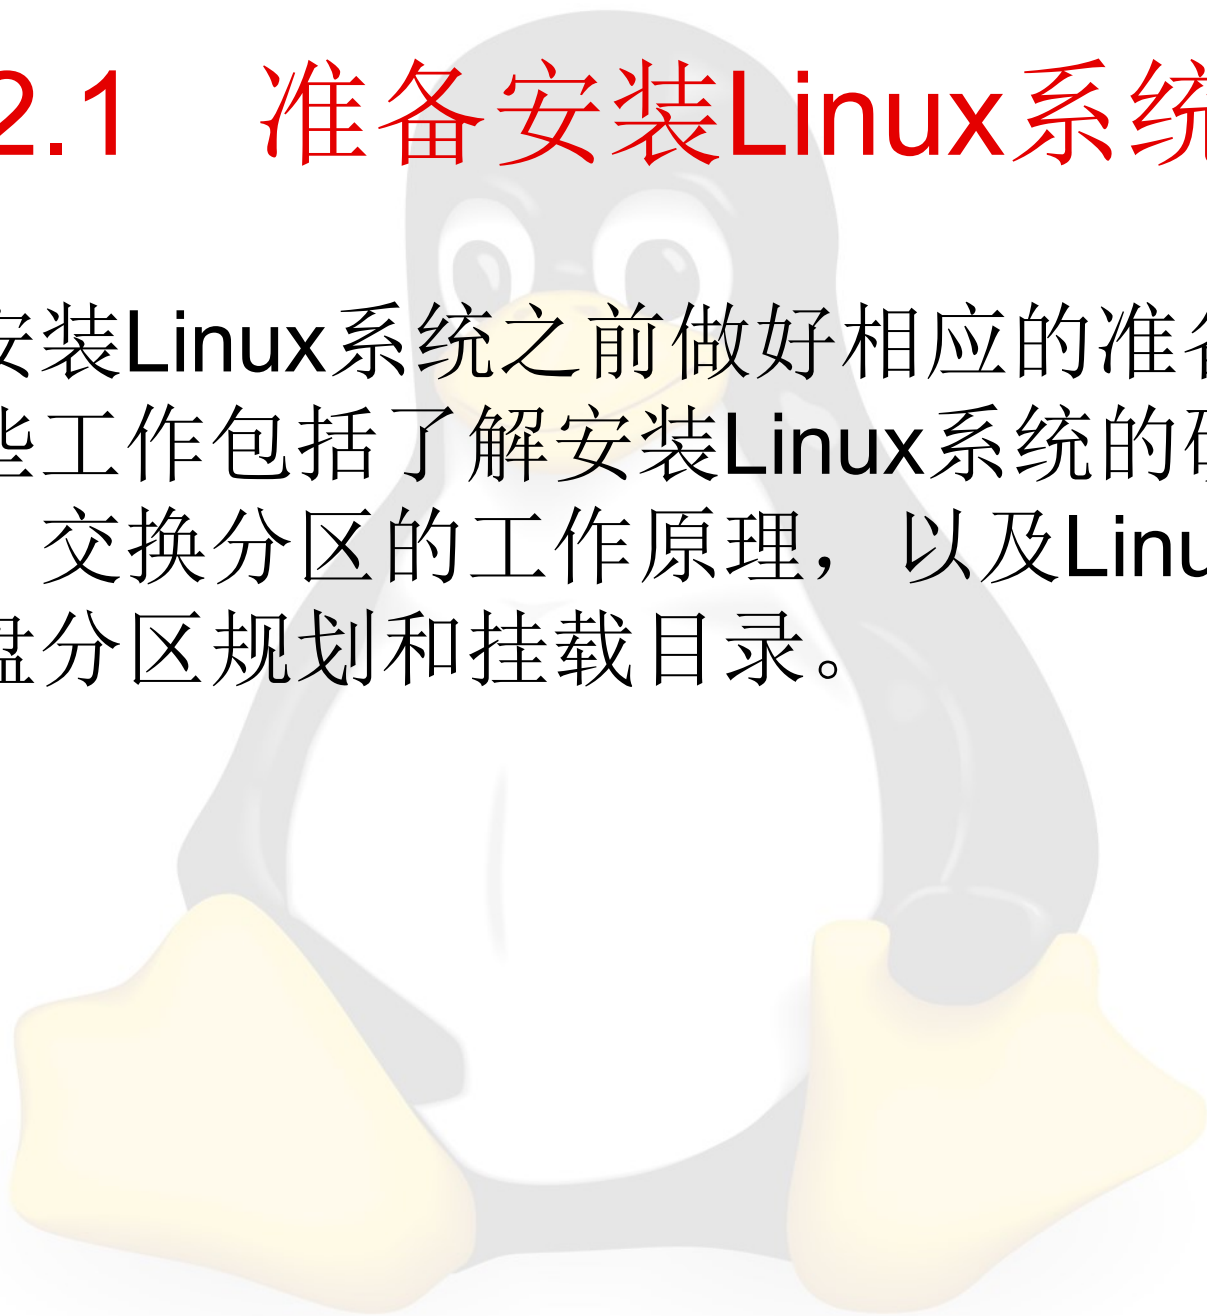 2.1 准备安装Linux系统
安装Linux系统之前做好相应的准备
些工作包括了解安装Linux系统的硬
，交换分区的工作原理，以及Linu
盘分区规划和挂载目录。